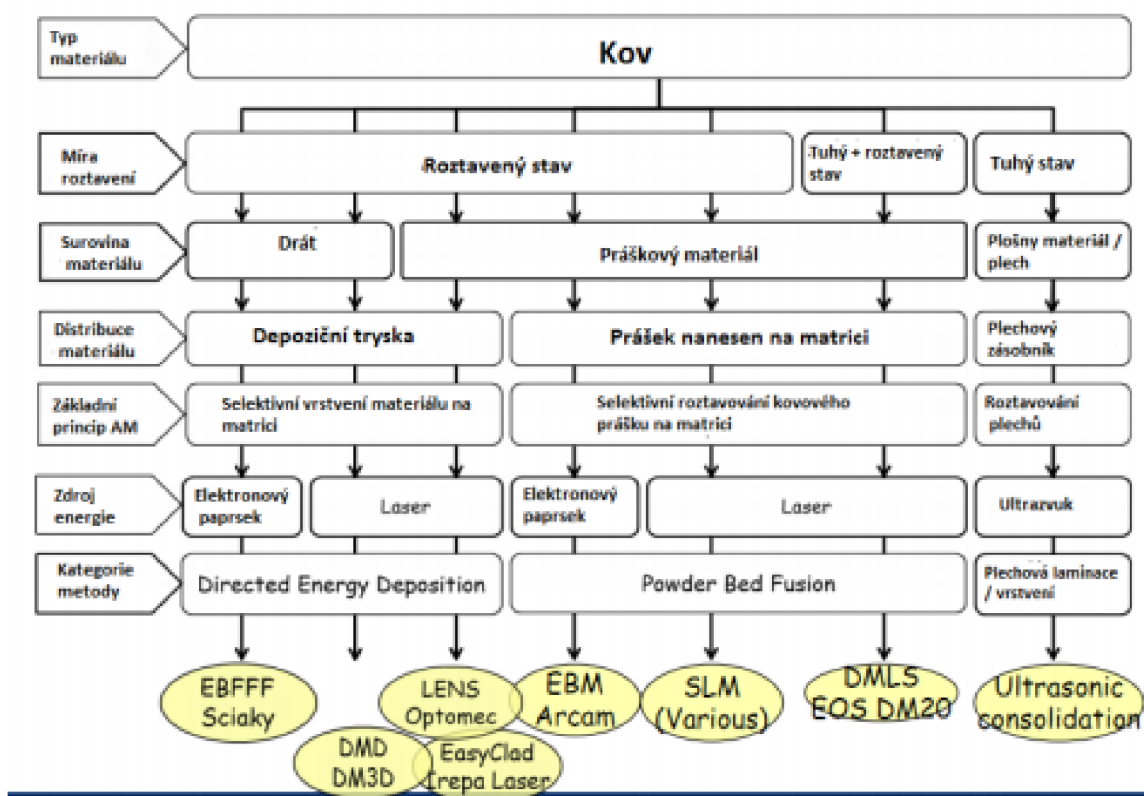 Typ
materiálu
Kov
Míra
roztavení
Roztavený stav
Tuhý + roztavený
stav
Tuhý stav
Surovina
materiálu
Drát
Práškový materiál
Plošny materiál /
plech
Distribuce
materiálu
Depoziční tryska
Prášek nanesen na matrici
Plechový
zásobník
Základní
princip AM
Selektivní vrstvení materiálu na
matrici
Selektivní roztavování kovového
prášku na matrici
Roztavování
plechů
Zdroj
energie
Elektronový
paprsek
Laser
Elektronový
paprsek
Laser
Ultrazvuk
Kategorie
metody
Directed Energy Deposition
Powder Bed Fusion
Plechová laminace
/ vrstvení
EBFFF
Sciaky
DMD
DM3D
LENS
Optomec
EasyClad
Irepa Laser
EBM
Arcam
SLM
(Various)
DMLS
EOS DM20
Ultrasonic
consolidation